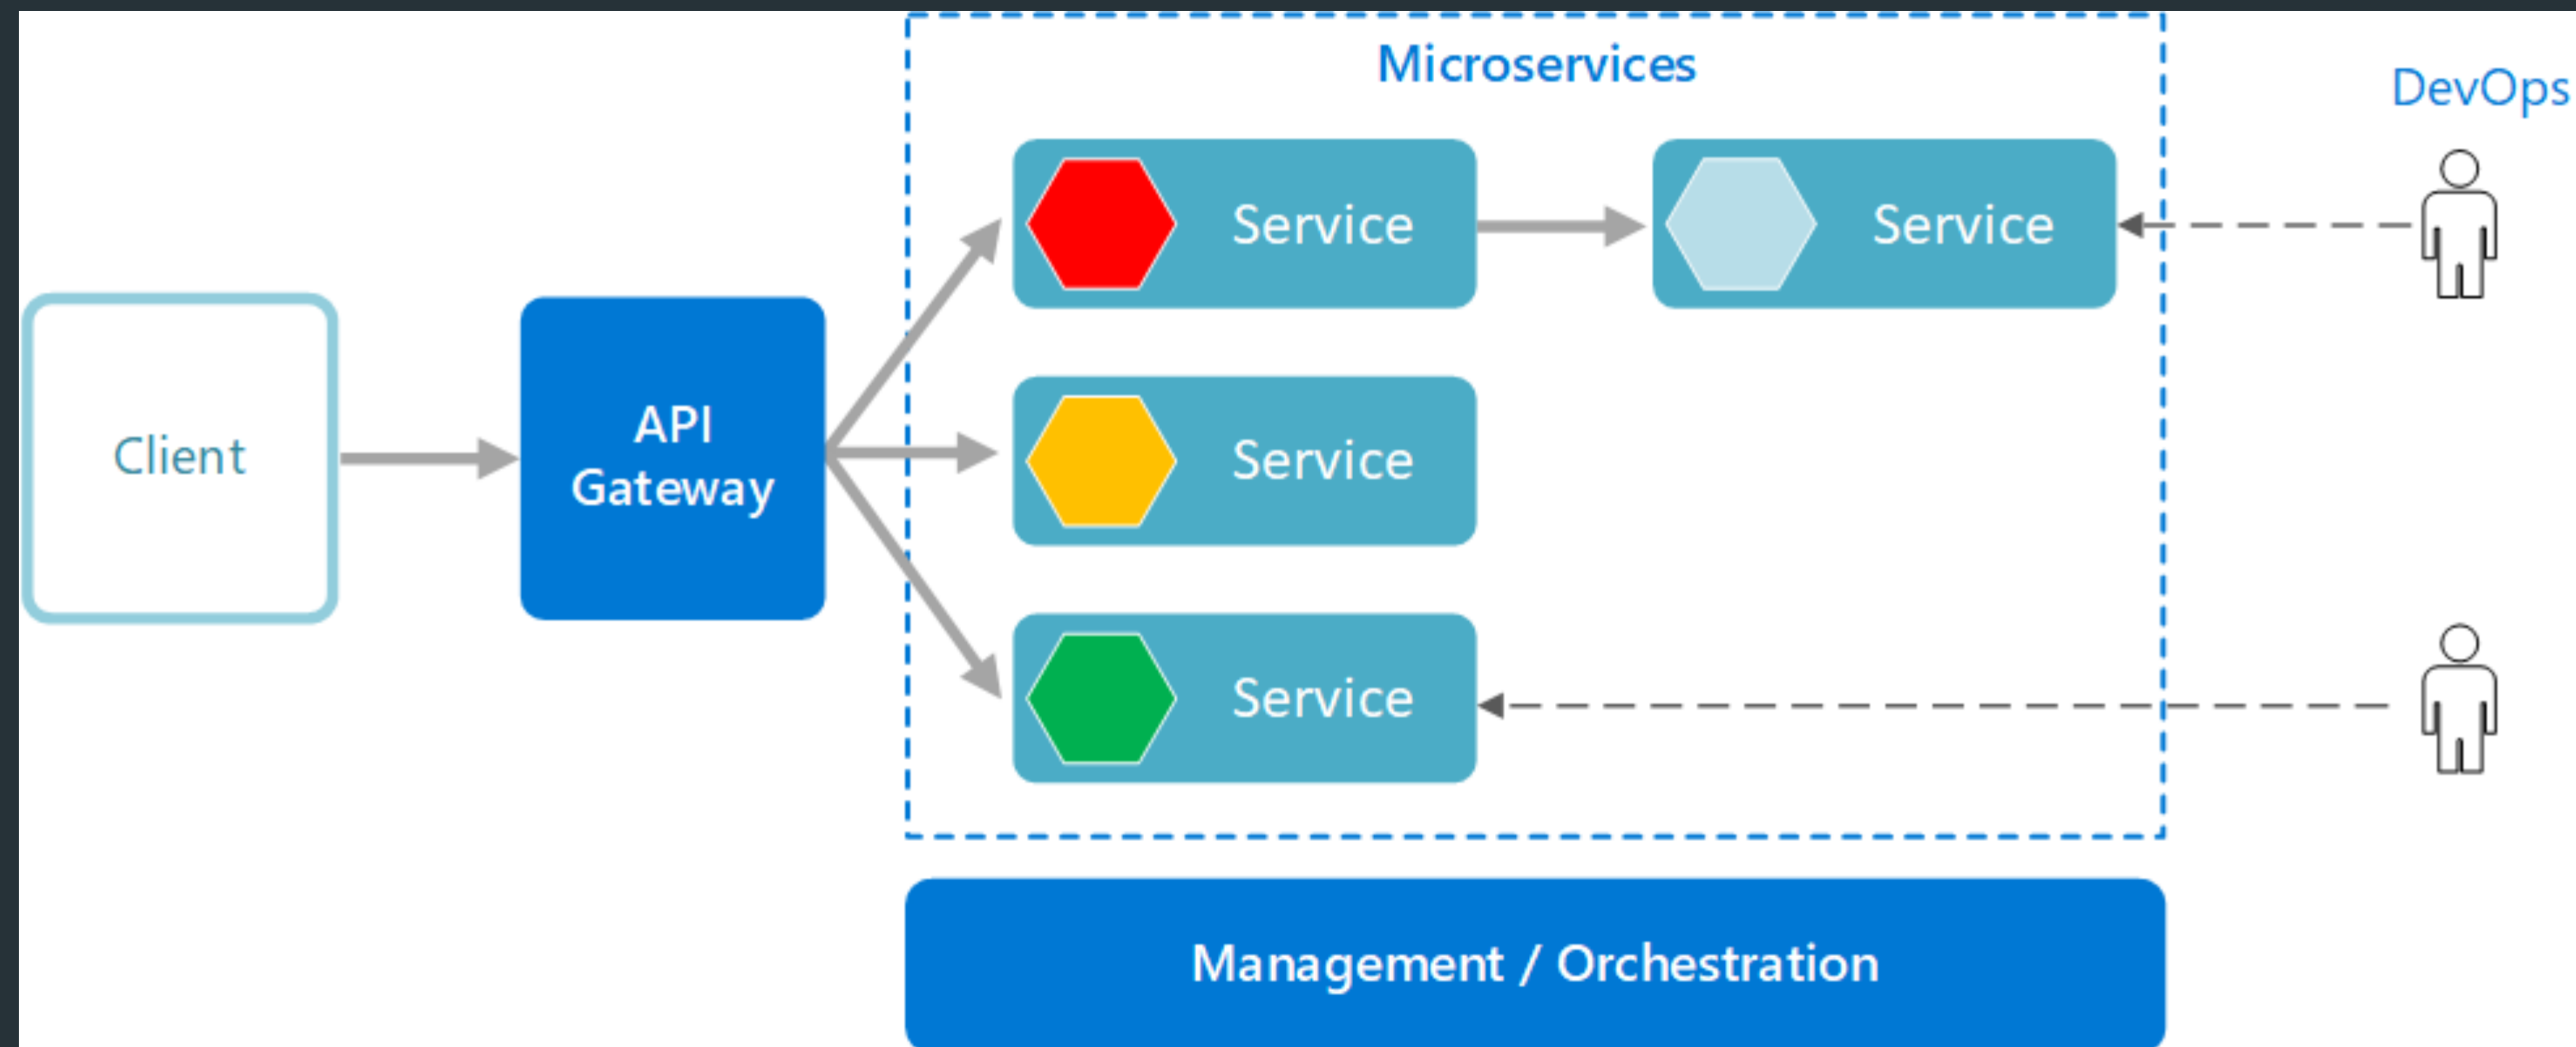 Microservices
DevOps
Service
Service
Client
API
Gateway
Service
Service
Management / Orchestration